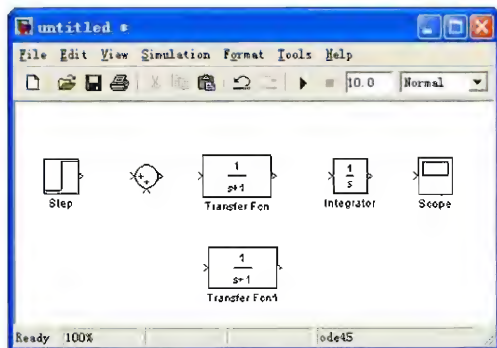 untitled *
File Edit View Simulation Format Tools Help
10.0 Normal
Step
+ +
1
s+1
Transfer Fcn
1
s
Integrator
Scope
1
s+1
Transfer Fcn1
Ready 100% ode45